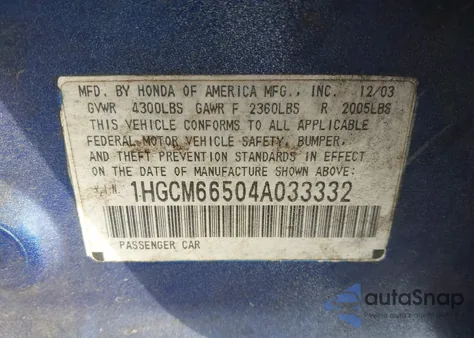 MFD. BY HONDA OF AMERICA MFG., INC. 12/03
GVWR 4300LBS GAWR F 2360LBS R 2005LBS
THIS VEHICLE CONFORMS TO ALL APPLICABLE
FEDERAL MOTOR VEHICLE SAFETY, BUMPER,
AND THEFT PREVENTION STANDARDS IN EFFECT
ON THE DATE OF MANUFACTURE SHOWN ABOVE:
V.I.N. 1HGCM66504A033332
PASSENGER CAR
autoSnap